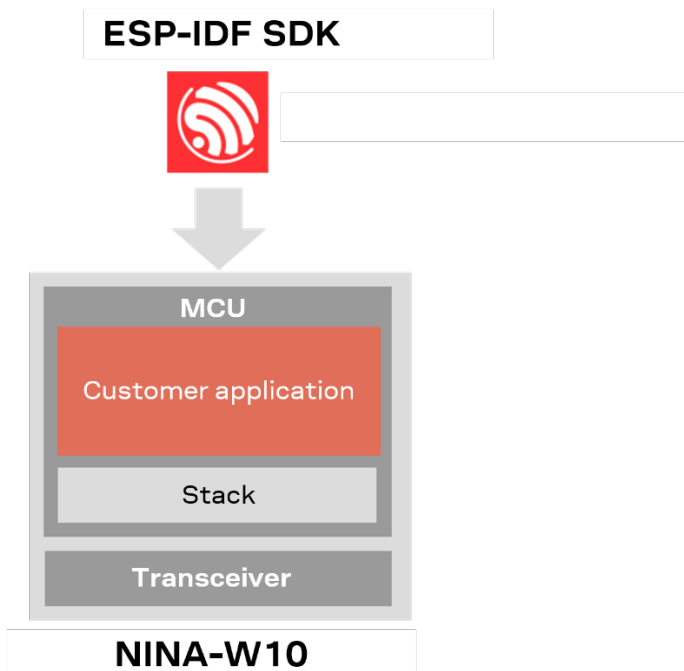 ESP-IDF SDK
MCU
Customer application
Stack
Transceiver
NINA-W10